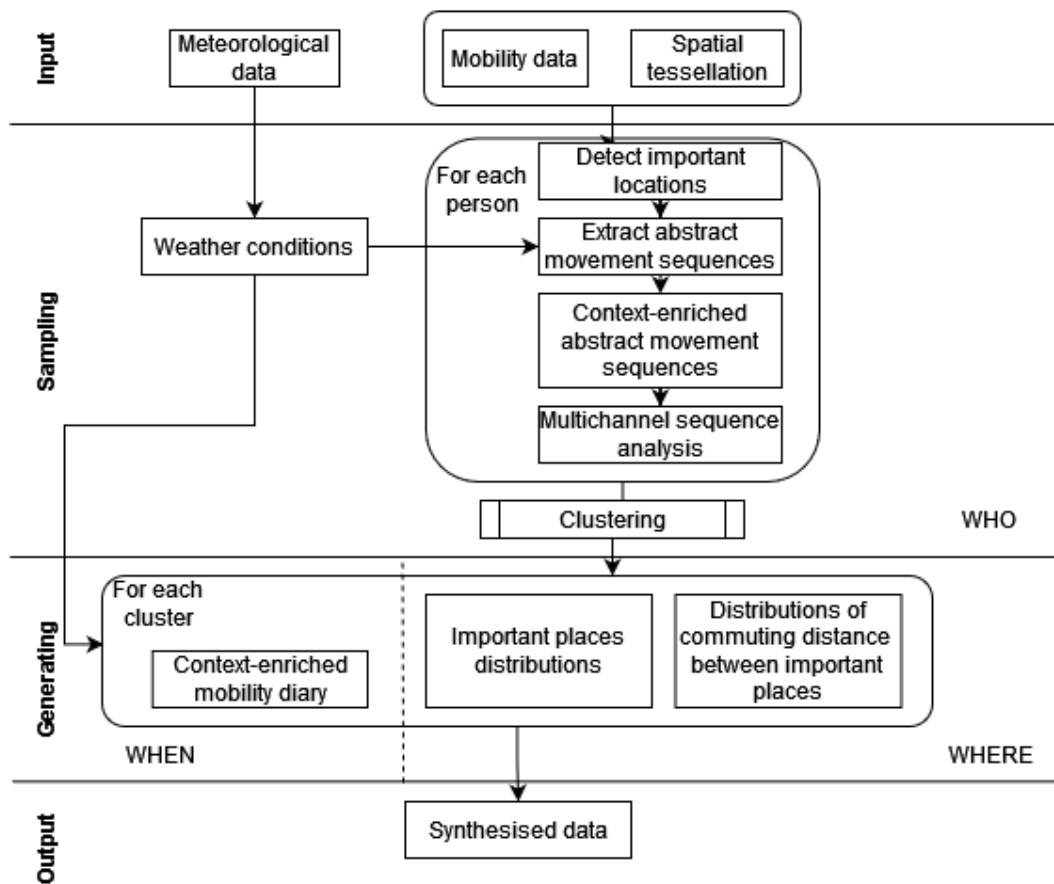 Input
Meteorological
data
Mobility data
Spatial
tessellation
Sampling
For each
person
Detect important
locations
Weather conditions
Extract abstract
movement sequences
Context-enriched
abstract movement
sequences
Multichannel sequence
analysis
Clustering
WHO
Generating
For each
cluster
Context-enriched
mobility diary
Important places
distributions
Distributions of
commuting distance
between important
places
WHEN
WHERE
Output
Synthesised data